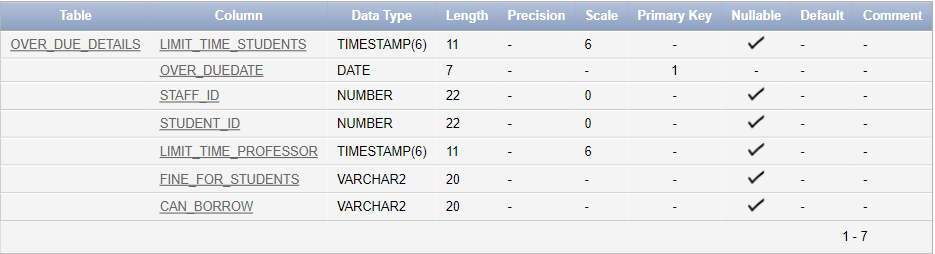 Table Column Data Type Length Precision Scale Primary Key Nullable Default Comment
OVER_DUE_DETAILS LIMIT_TIME_STUDENTS TIMESTAMP(6) 11 - 6 - ✓ - -
OVER_DUEDATE DATE 7 - - 1 - - -
STAFF_ID NUMBER 22 - 0 - ✓ - -
STUDENT_ID NUMBER 22 - 0 - ✓ - -
LIMIT_TIME_PROFESSOR TIMESTAMP(6) 11 - 6 - ✓ - -
FINE_FOR_STUDENTS VARCHAR2 20 - - - ✓ - -
CAN_BORROW VARCHAR2 20 - - - ✓ - -
1 - 7